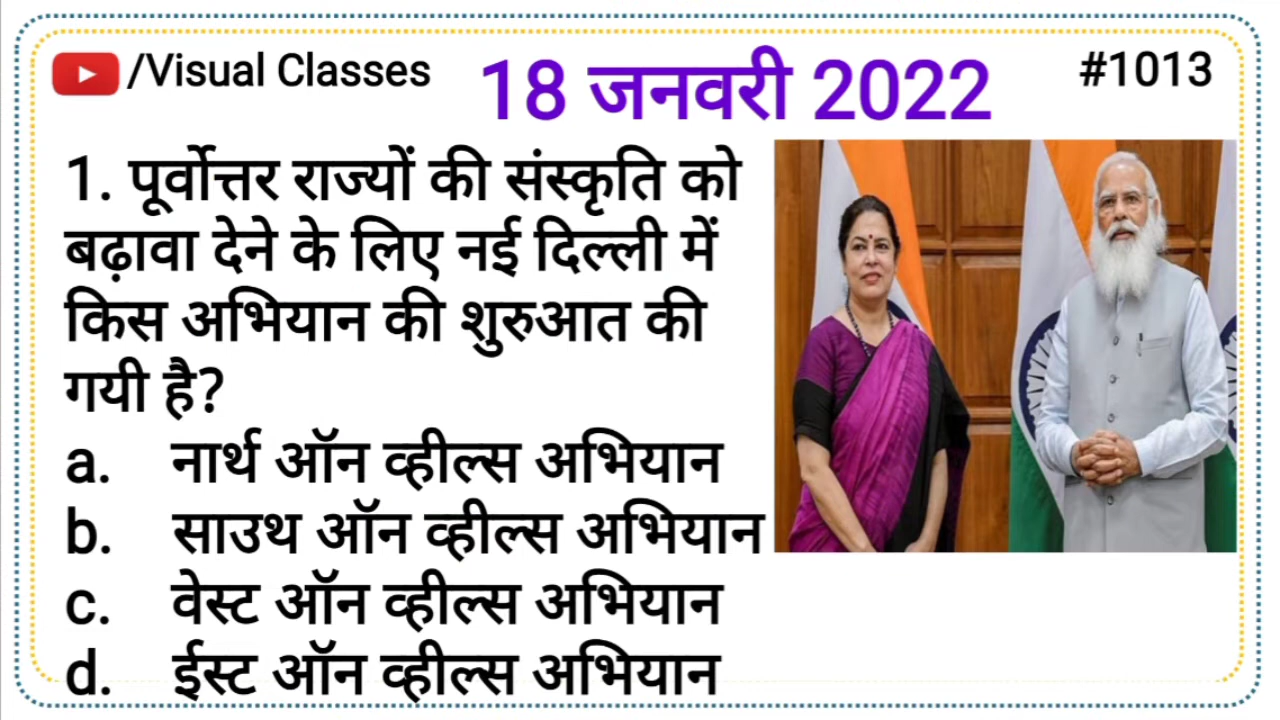 /Visual Classes 18 जनवरी 2022 #1013
1. पूर्वोत्तर राज्यों की संस्कृति को
बढ़ावा देने के लिए नई दिल्ली में
किस अभियान की शुरुआत की
गयी है?
a. नार्थ ऑन व्हील्स अभियान
b. साउथ ऑन व्हील्स अभियान
c. वेस्ट ऑन व्हील्स अभियान
d. ईस्ट ऑन व्हील्स अभियान